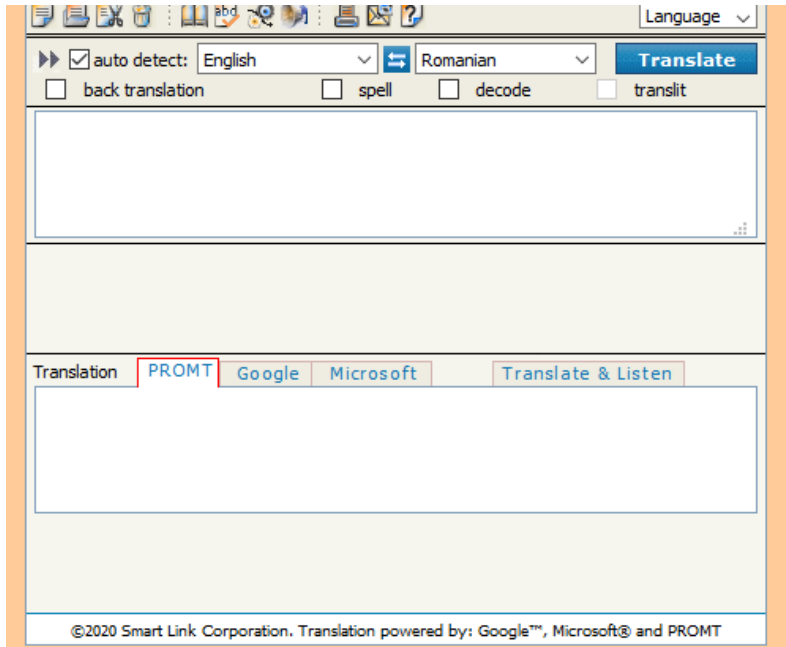 abd
Language
auto detect: English Romanian Translate
back translation spell decode translit
Translation PROMT Google Microsoft Translate & Listen
©2020 Smart Link Corporation. Translation powered by: Google™, Microsoft® and PROMT